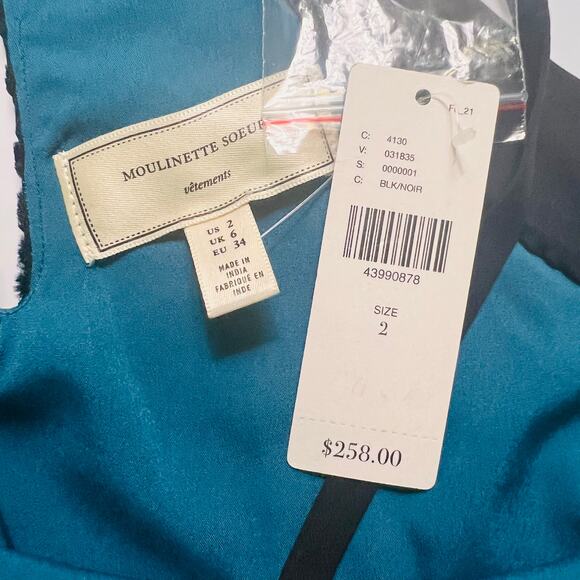 MOULINETTE SOEUR
vêtements
US 2
UK 6
EU 34
MADE IN
INDIA
FABRIQUE EN
INDE
21
C: 4130
V: 031835
S: 0000001
C: BLK/NOIR
43990878
SIZE
2
$258.00